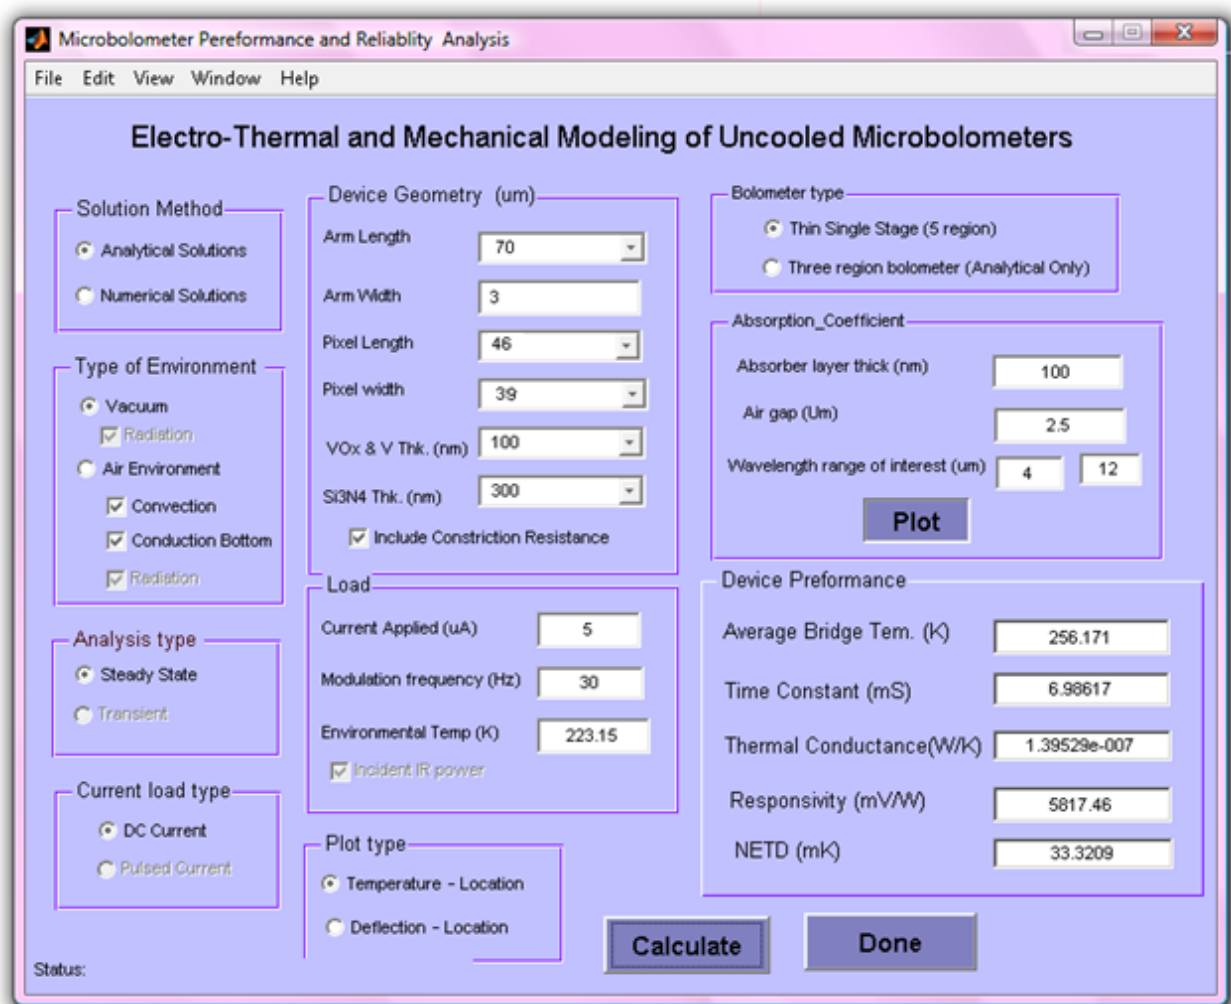 Microbolometer Pereformance and Reliablity Analysis
File Edit View Window Help
Electro-Thermal and Mechanical Modeling of Uncooled Microbolometers
Solution Method
Analytical Solutions
Numerical Solutions
Type of Environment
Vacuum
Radiation
Air Environment
Convection
Conduction Bottom
Radiation
Analysis type
Steady State
Transient
Current load type
DC Current
Pulsed Current
Status:
Device Geometry (um)
Arm Length 70
Arm Width 3
Pixel Length 46
Pixel width 39
VOx & V Thk. (nm) 100
Si3N4 Thk. (nm) 300
Include Constriction Resistance
Load
Current Applied (uA) 5
Modulation frequency (Hz) 30
Environmental Temp (K) 223.15
Incident IR power
Plot type
Temperature - Location
Deflection - Location
Bolometer type
Thin Single Stage (5 region)
Three region bolometer (Analytical Only)
Absorption_Coefficient
Absorber layer thick (nm) 100
Air gap (Um) 2.5
Wavelength range of interest (um) 4 12
Plot
Device Preformance
Average Bridge Tem. (K) 256.171
Time Constant (mS) 6.98617
Thermal Conductance(W/K) 1.39529e-007
Responsivity (mV/W) 5817.46
NETD (mK) 33.3209
Calculate Done